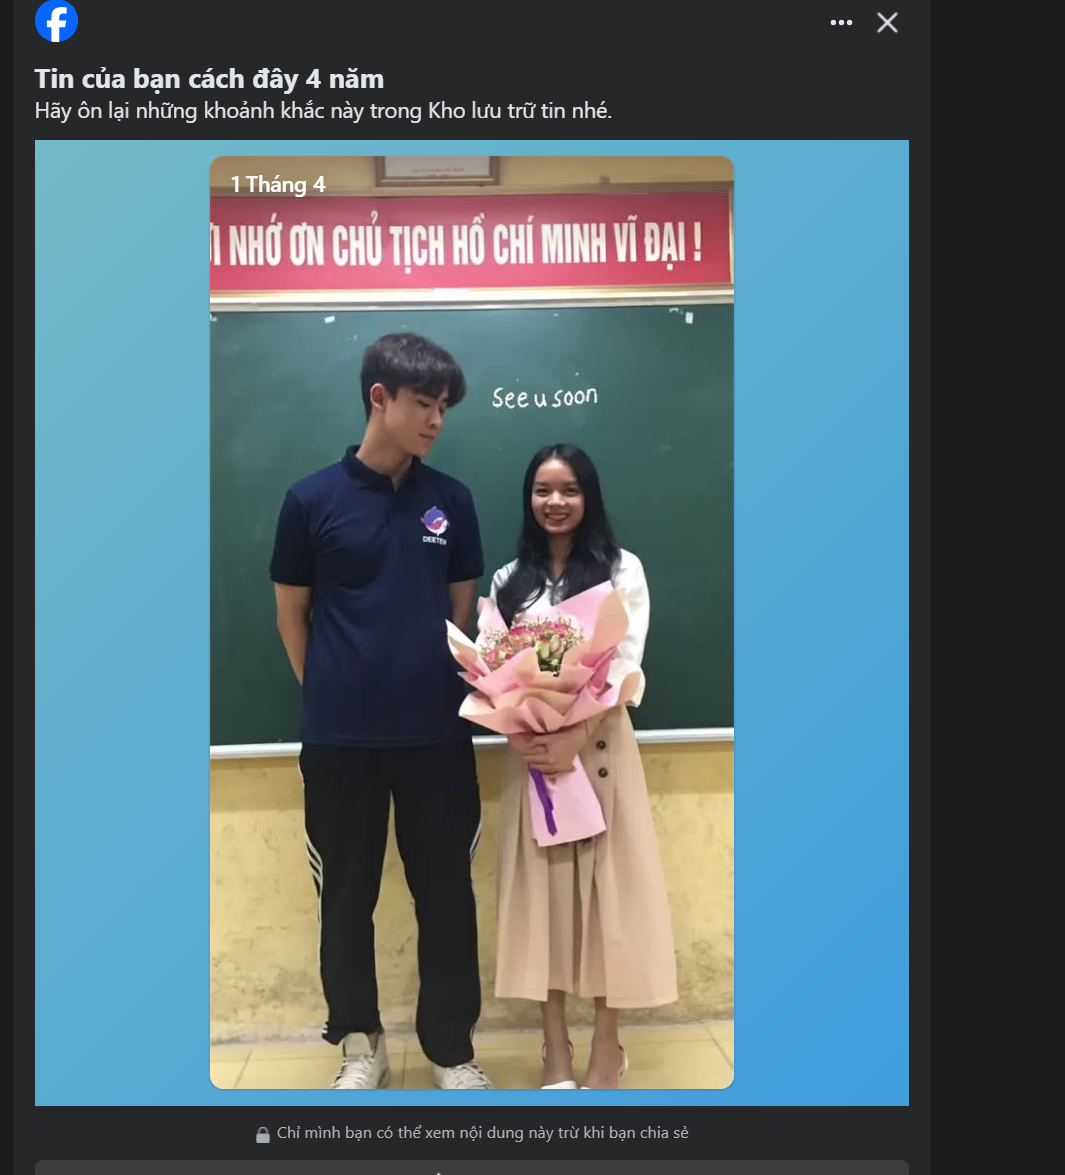 Tin của bạn cách đây 4 năm
Hãy ôn lại những khoảnh khắc này trong Kho lưu trữ tin nhé.
1 Tháng 4
NHỚ ƠN CHỦ TỊCH HỒ CHÍ MINH VĨ ĐẠI !
See u soon
Chỉ mình bạn có thể xem nội dung này trừ khi bạn chia sẻ